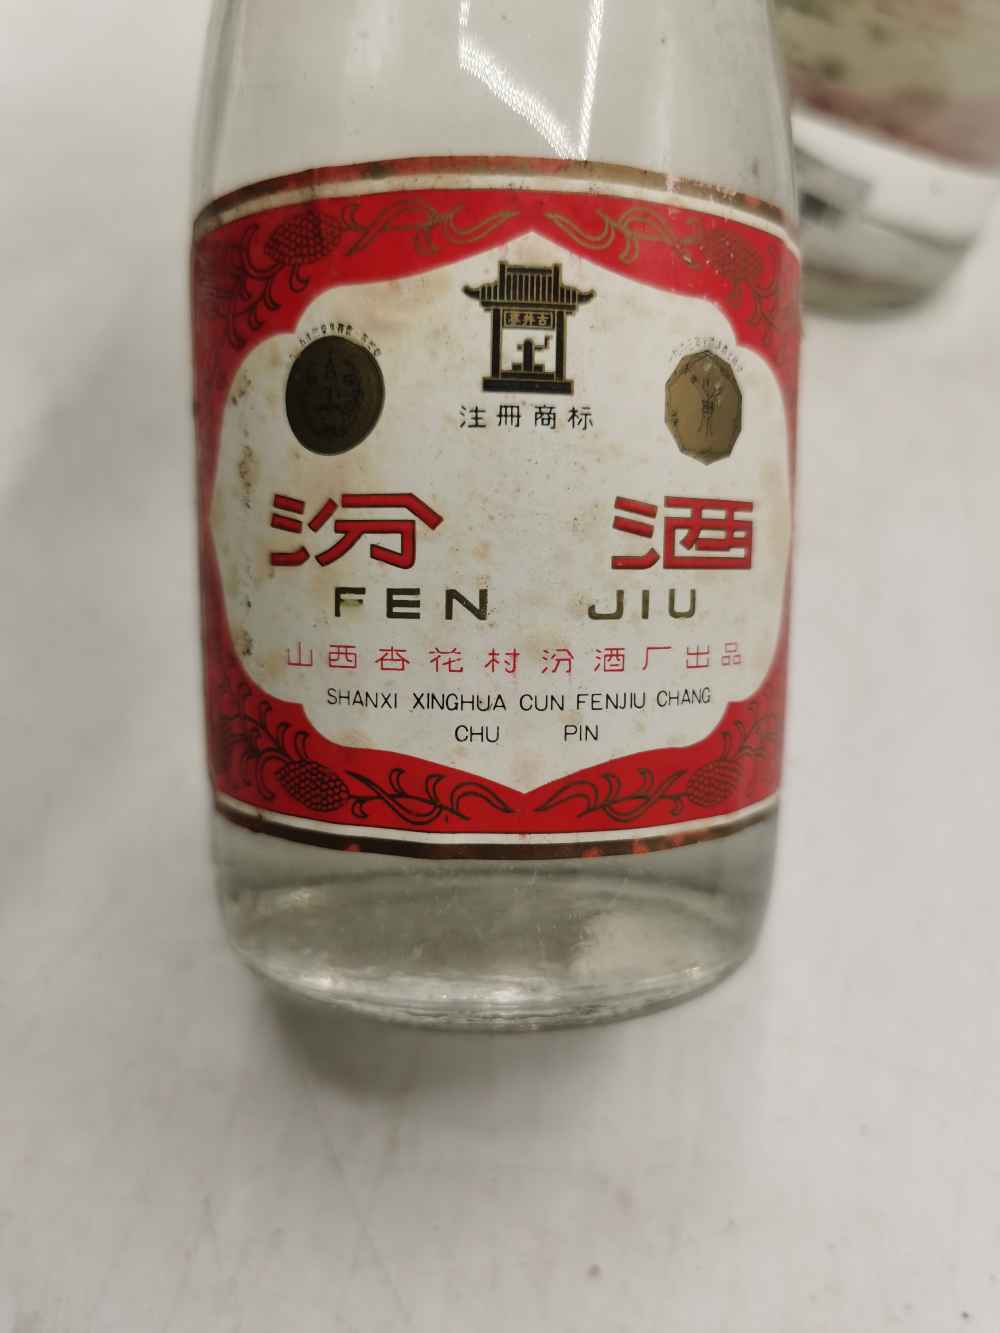 注册商标
汾酒
FEN JIU
山西杏花村汾酒厂出品
SHANXI XINGHUA CUN FENJIU CHANG
CHU PIN